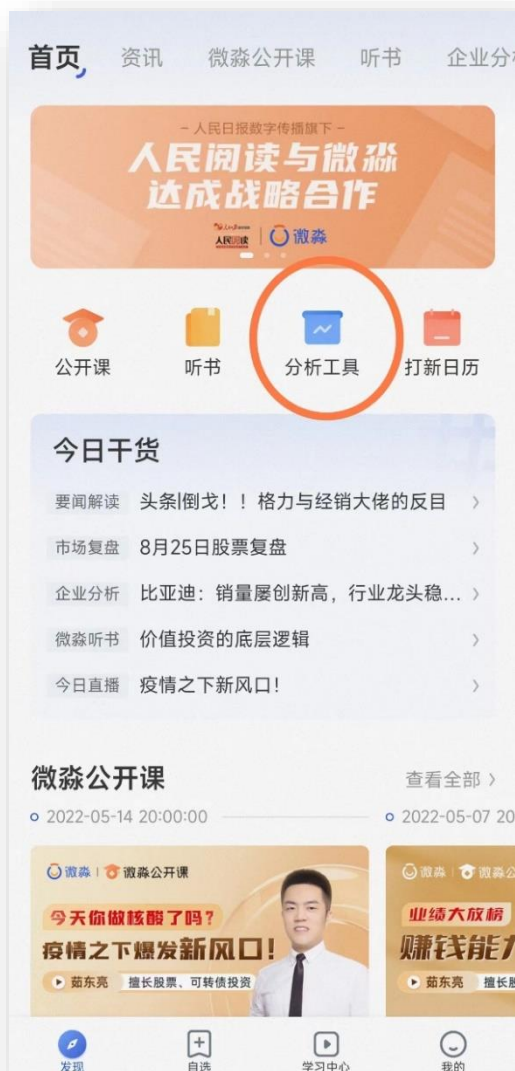 首页
资讯
微淼公开课
听书
企业分
- 人民日报数字传播旗下 -
人民阅读与微淼
达成战略合作
人民阅读 | 微淼
公开课
听书
分析工具
打新日历
今日干货
要闻解读 头条|倒戈！！格力与经销大佬的反目
市场复盘 8月25日股票复盘
企业分析 比亚迪：销量屡创新高，行业龙头稳...
微淼听书 价值投资的底层逻辑
今日直播 疫情之下新风口！
微淼公开课
查看全部
2022-05-14 20:00:00
2022-05-07 20
微淼 | 微淼公开课
今天你做核酸了吗？
疫情之下爆发新风口！
茹东亮 擅长股票、可转债投资
微淼 | 微淼公
业绩大放榜
赚钱能
茹东亮 擅长股
发现
自选
学习中心
我的